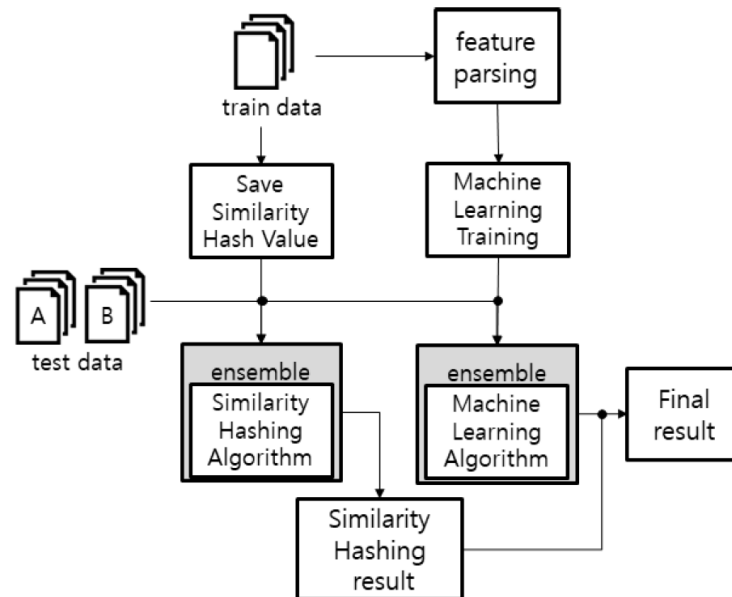 feature
parsing
train data
Save
Similarity
Hash Value
Machine
Learning
Training
A
B
test data
ensemble
Similarity
Hashing
Algorithm
ensemble
Machine
Learning
Algorithm
Final
result
Similarity
Hashing
result